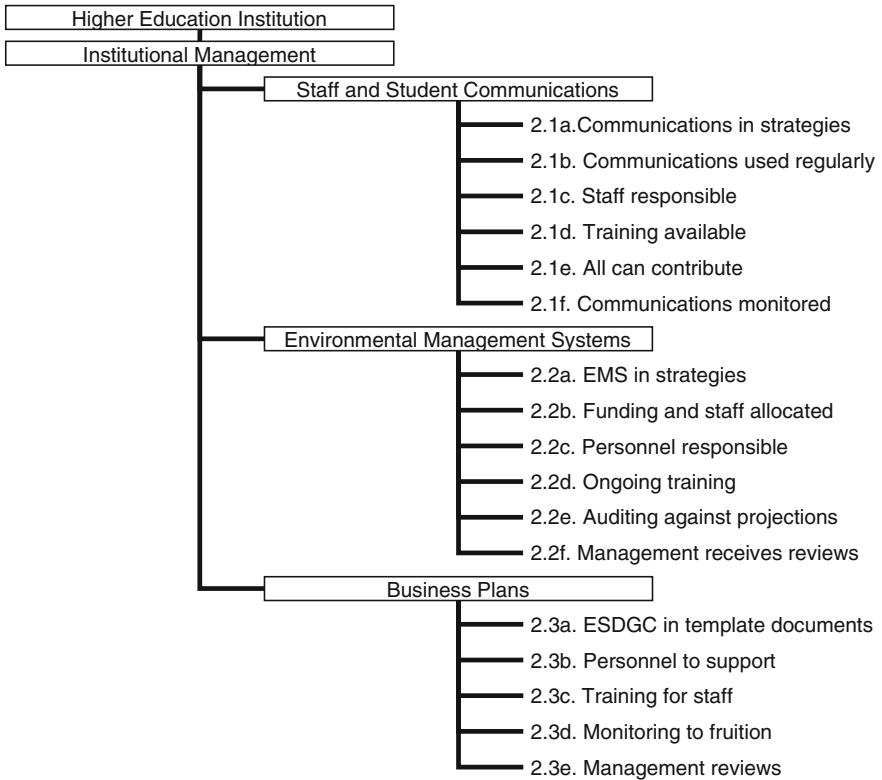 Higher Education Institution
Institutional Management
Staff and Student Communications
2.1a.Communications in strategies
2.1b. Communications used regularly
2.1c. Staff responsible
2.1d. Training available
2.1e. All can contribute
2.1f. Communications monitored
Environmental Management Systems
2.2a. EMS in strategies
2.2b. Funding and staff allocated
2.2c. Personnel responsible
2.2d. Ongoing training
2.2e. Auditing against projections
2.2f. Management receives reviews
Business Plans
2.3a. ESDGC in template documents
2.3b. Personnel to support
2.3c. Training for staff
2.3d. Monitoring to fruition
2.3e. Management reviews